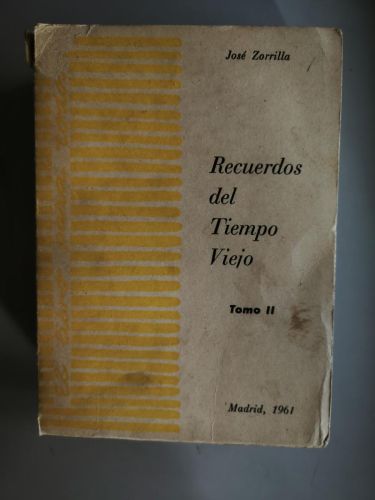 José Zorrilla
Recuerdos
del
Tiempo
Viejo
Tomo II
Madrid, 1961